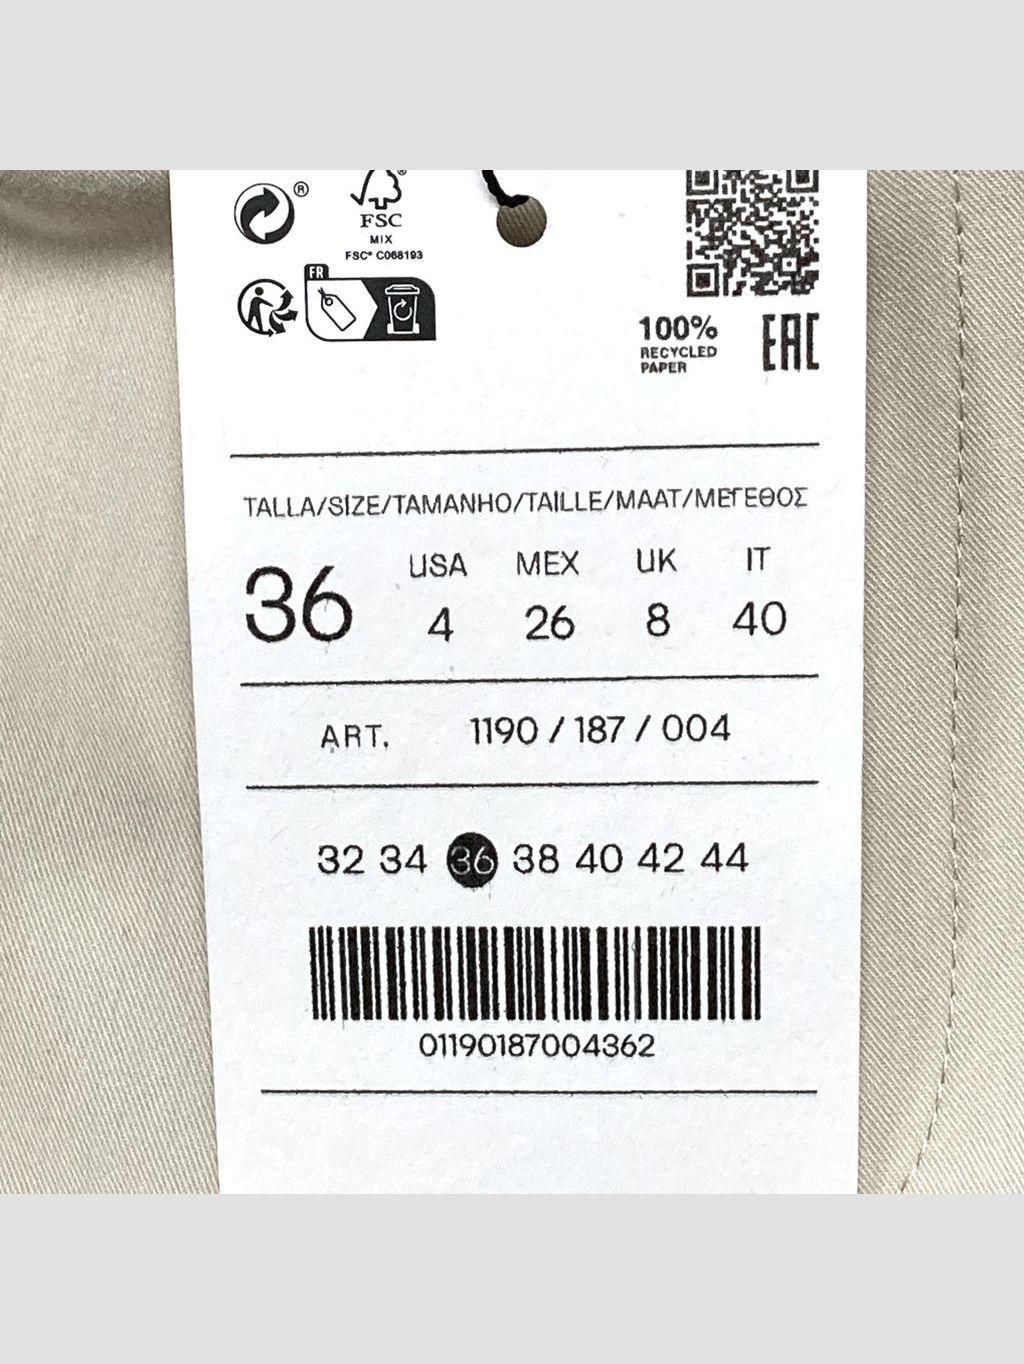 ®
FSC®
MIX
FSC® C068193
FR
100%
RECYCLED
PAPER
EAC
TALLA/SIZE/TAMANHO/TAILLE/MAAT/ΜΕΓΕΘΟΣ
36
USA MEX UK IT
4 26 8 40
ART. 1190 / 187 / 004
32 34 36 38 40 42 44
01190187004362